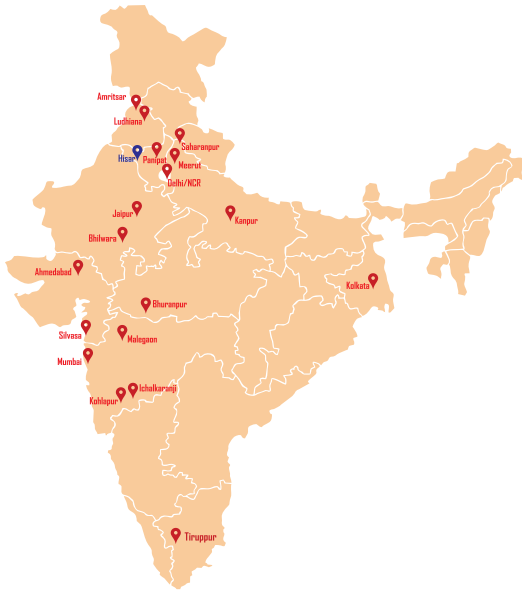 Amritsar
Ludhiana
Saharanpur
Hisar
Panipat
Meerut
Delhi/NCR
Jaipur
Kanpur
Bhilwara
Ahmedabad
Kolkata
Bhuranpur
Silvasa
Malegaon
Mumbai
Ichalkaranji
Kohlapur
Tiruppur